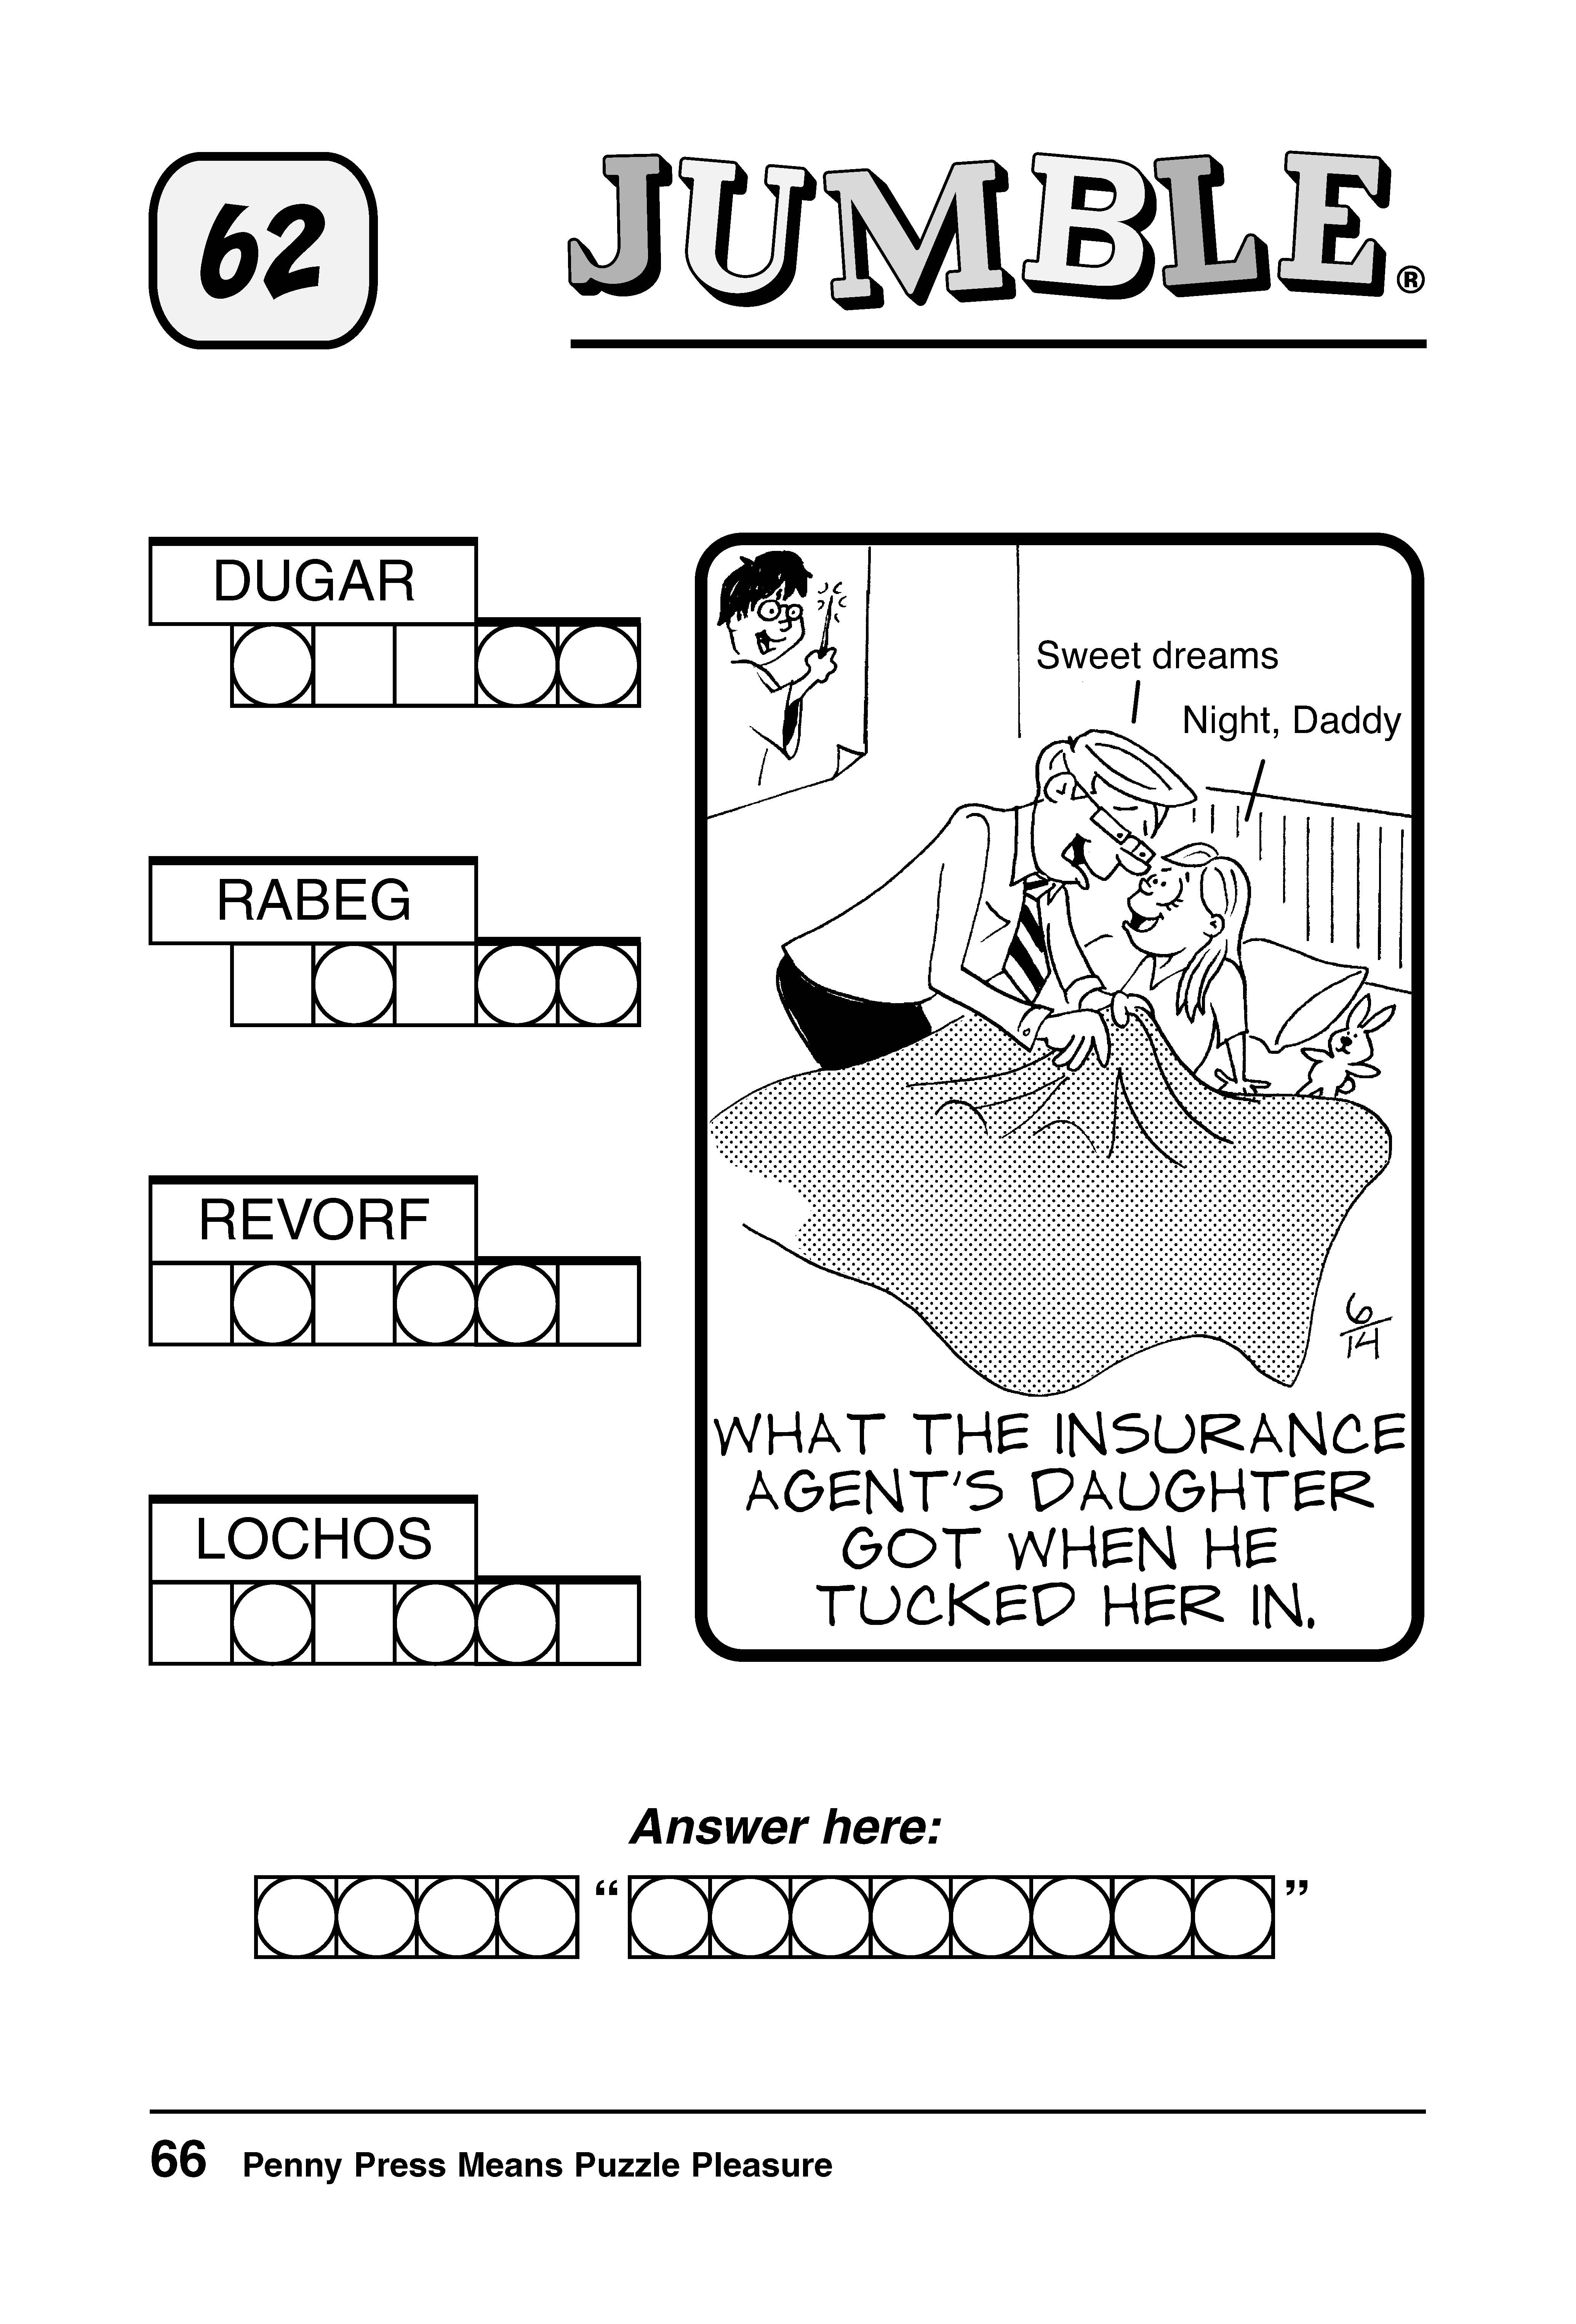 62
JUMBLE®
DUGAR
RABEG
REVORF
LOCHOS
Sweet dreams
Night, Daddy
6/14
WHAT THE INSURANCE
AGENT'S DAUGHTER
GOT WHEN HE
TUCKED HER IN.
Answer here:
“ ”
66 Penny Press Means Puzzle Pleasure